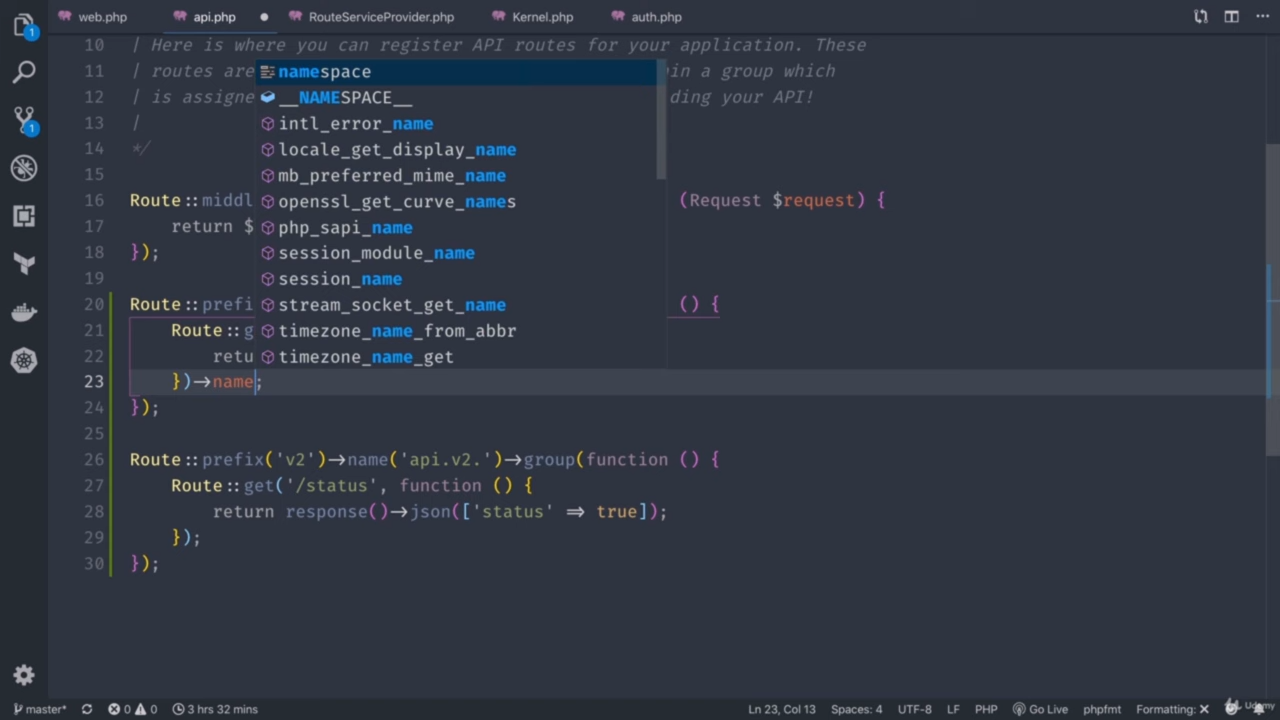 web.php api.php RouteServiceProvider.php Kernel.php auth.php
10 | Here is where you can register API routes for your application. These
11 | routes are in a group which
12 | is assigne ding your API!
13 |
14 */
15
16 Route::middl (Request $request) {
17 return $
18 });
19
20 Route::prefi () {
21 Route::g
22 retu
23 })→name;
24 });
25
26 Route::prefix('v2')→name('api.v2.')→group(function () {
27 Route::get('/status', function () {
28 return response()→json(['status' ⇒ true]);
29 });
30 });
namespace
__NAMESPACE__
intl_error_name
locale_get_display_name
mb_preferred_mime_name
openssl_get_curve_names
php_sapi_name
session_module_name
session_name
stream_socket_get_name
timezone_name_from_abbr
timezone_name_get
1
1
master* 0 0 3 hrs 32 mins Ln 23, Col 13 Spaces: 4 UTF-8 LF PHP Go Live phpfmt Formatting: ✕
Udemy